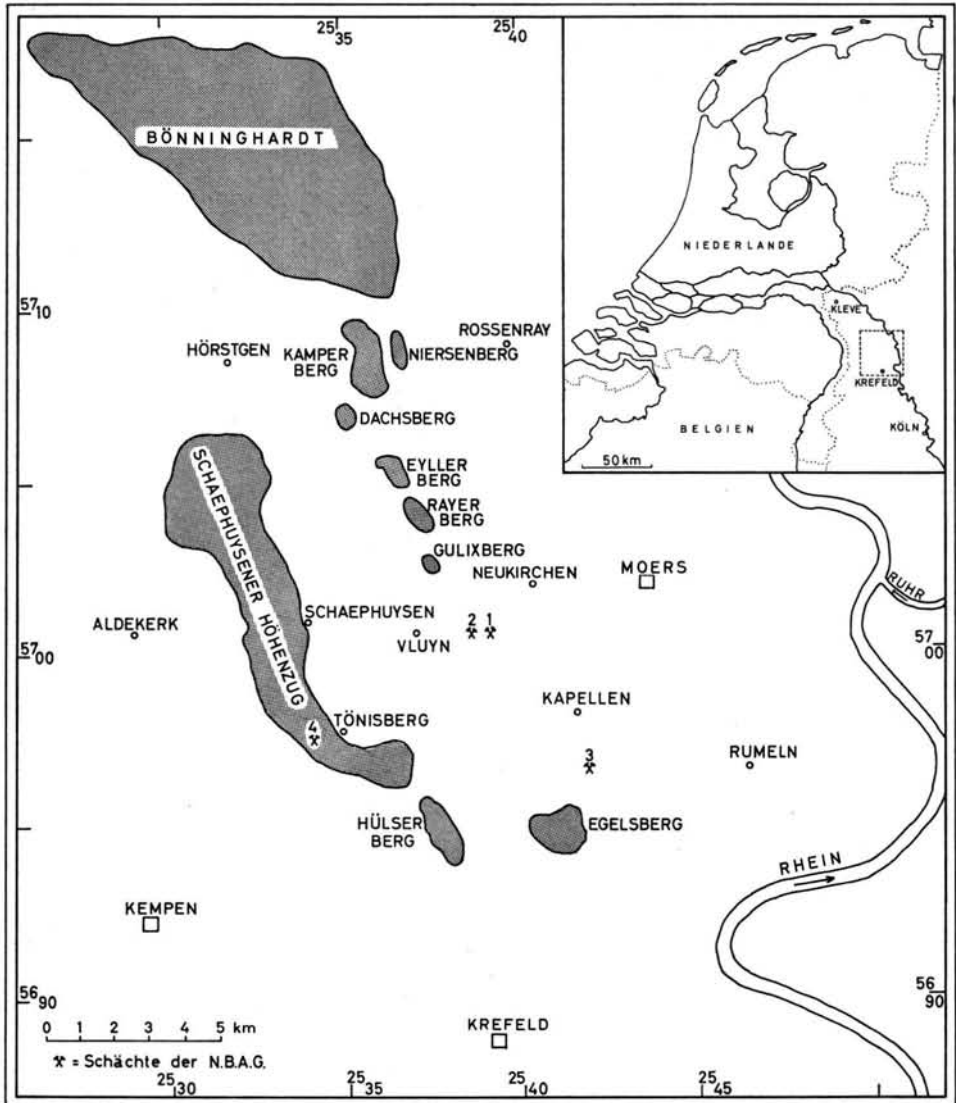 25 35
25 40
BÖNNINGHARDT
NIEDERLANDE
KLEVE
KREFELD
BELGIEN
KÖLN
50 km
57 10
HÖRSTGEN
KAMPER
BERG
NIERSENBERG
ROSSENRAY
DACHSBERG
EYLLER
BERG
RAYER
BERG
GULIXBERG
NEUKIRCHEN
MOERS
RUHR
SCHAEPHUYSENER HÖHENZUG
ALDEKERK
SCHAEPHUYSEN
VLUYN
2 1
57 00
57 00
KAPELLEN
TÖNISBERG
4
3
RUMELN
HÜLSER
BERG
EGELSBERG
RHEIN
KEMPEN
56 90
56 90
KREFELD
0 1 2 3 5 km
= Schächte der N.B.A.G.
25 30
25 35
25 40
25 45